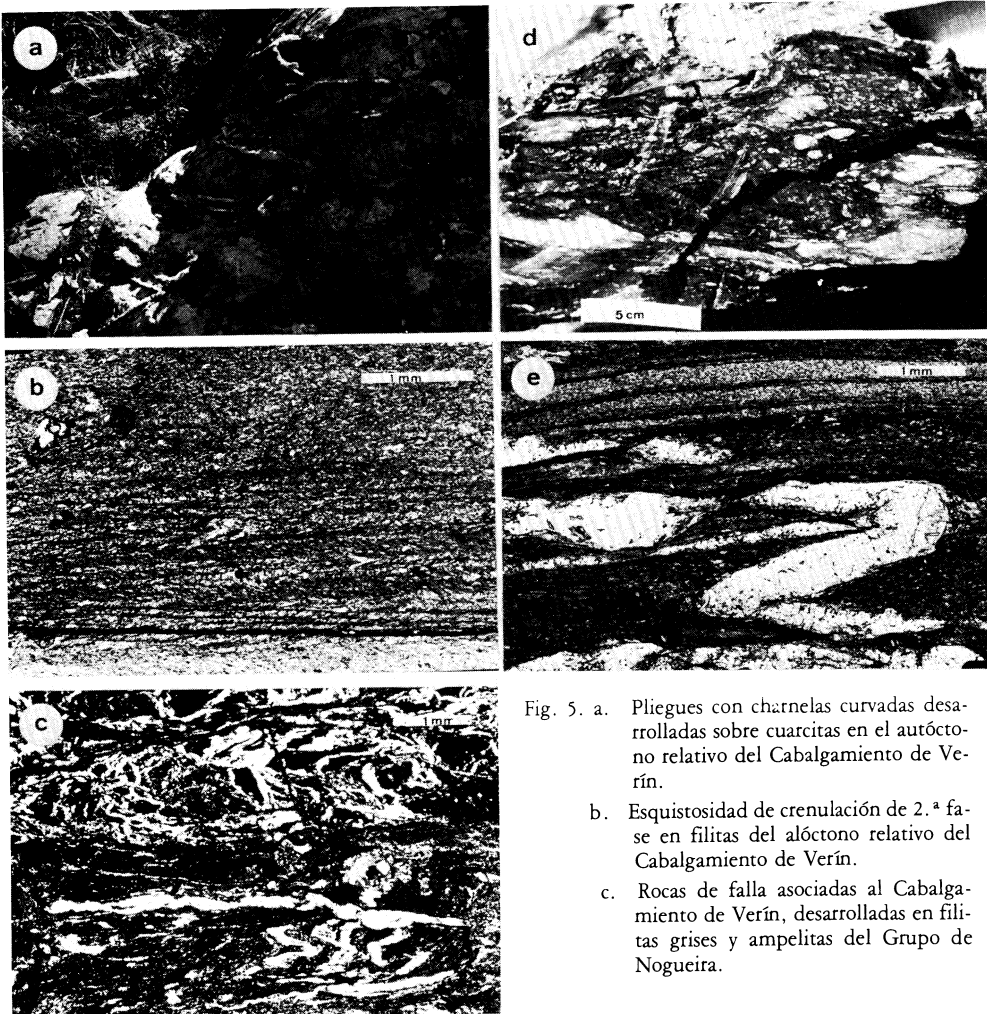 a
d
5 cm
b
1 mm
e
1 mm
c
1 mm
Fig. 5. a. Pliegues con charnelas curvadas desa-
rrolladas sobre cuarcitas en el autócto-
no relativo del Cabalgamiento de Ve-
rín.
b. Esquistosidad de crenulación de 2.ª fa-
se en filitas del alóctono relativo del
Cabalgamiento de Verín.
c. Rocas de falla asociadas al Cabalga-
miento de Verín, desarrolladas en fili-
tas grises y ampelitas del Grupo de
Nogueira.